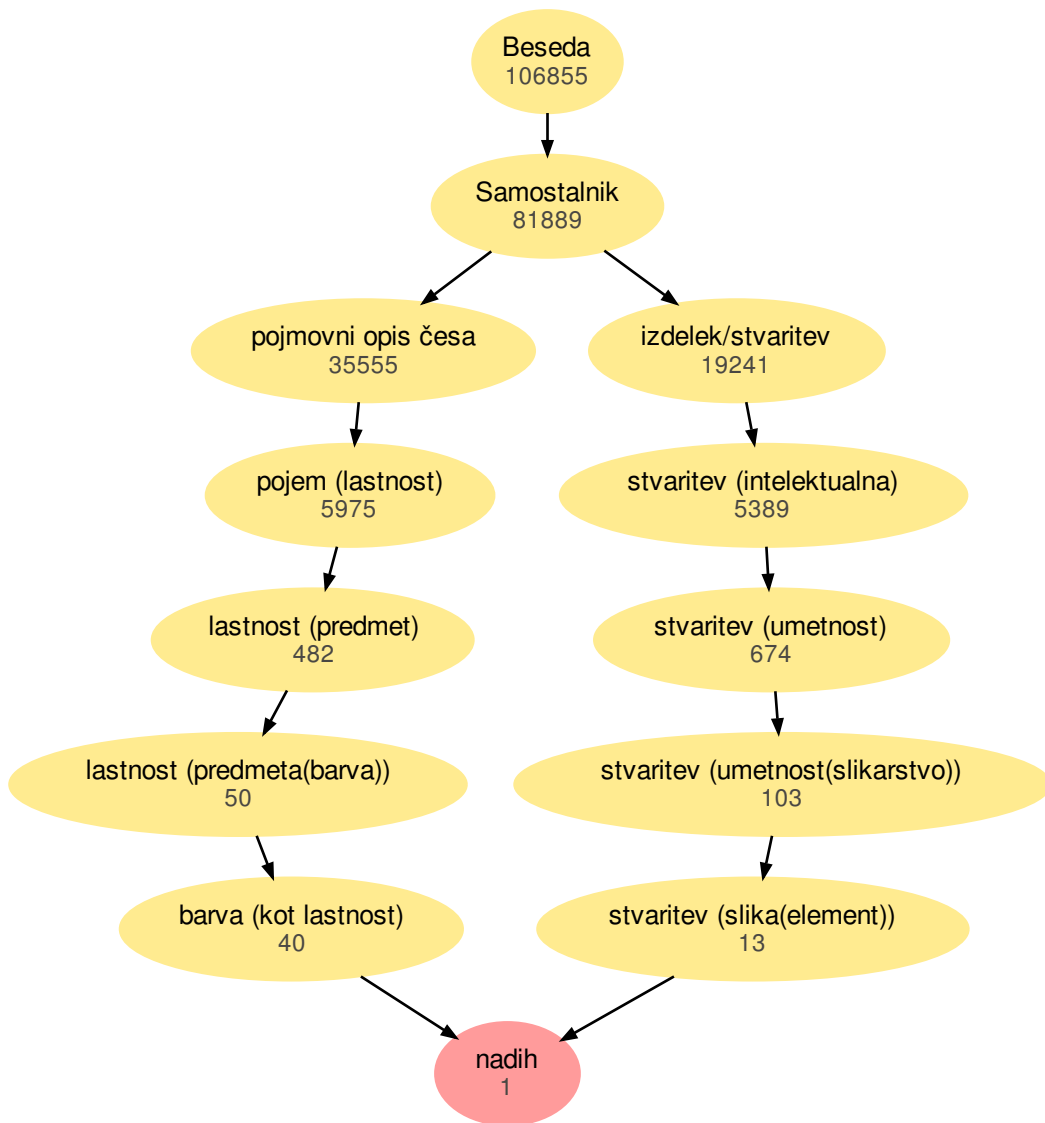 Beseda
106855
Samostalnik
81889
pojmovni opis česa
35555
izdelek/stvaritev
19241
pojem (lastnost)
5975
stvaritev (intelektualna)
5389
lastnost (predmet)
482
stvaritev (umetnost)
674
lastnost (predmeta(barva))
50
stvaritev (umetnost(slikarstvo))
103
barva (kot lastnost)
40
stvaritev (slika(element))
13
nadih
1